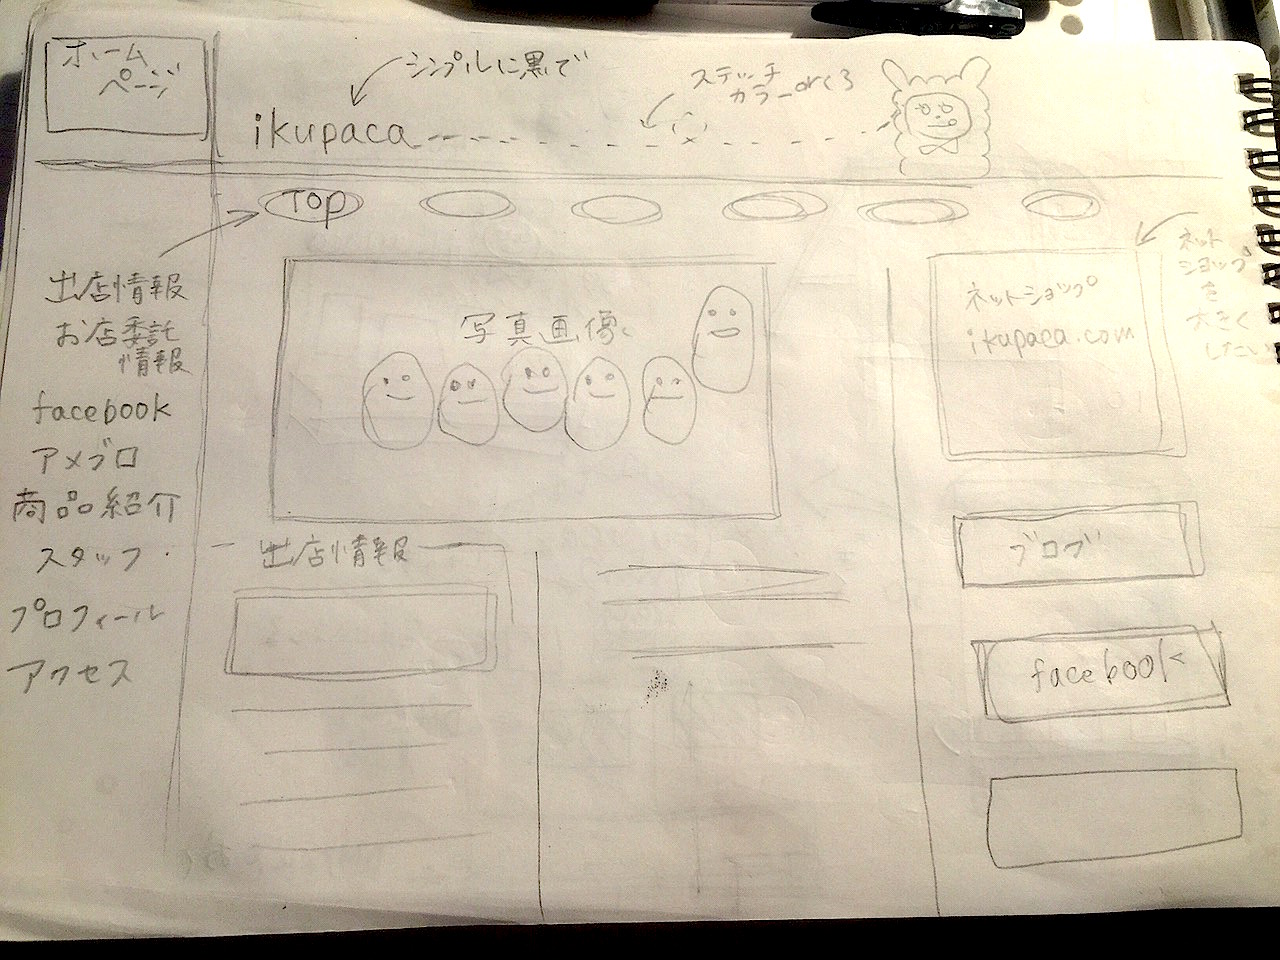 ホーム
ページ
シンプルに黒で
ステッチ
カラーorくろ
ikupaca
TOP
出店情報
お店委託
情報
facebook
アメブロ
商品紹介
スタッフ
プロフィール
アクセス
写真画像
出店情報
ネットショップ
ikupaca.com
ネット
ショップ
を
大きく
したい
ブログ
facebook